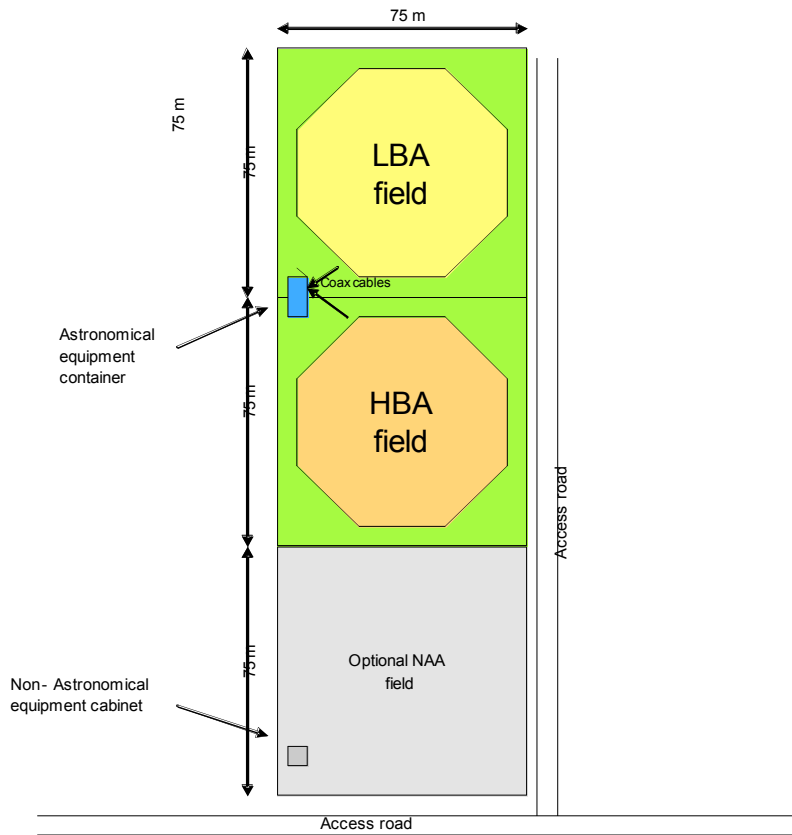 75 m
75 m
75 m
LBA
field
Coax cables
Astronomical
equipment
container
75 m
HBA
field
Access road
75 m
Optional NAA
field
Non- Astronomical
equipment cabinet
Access road